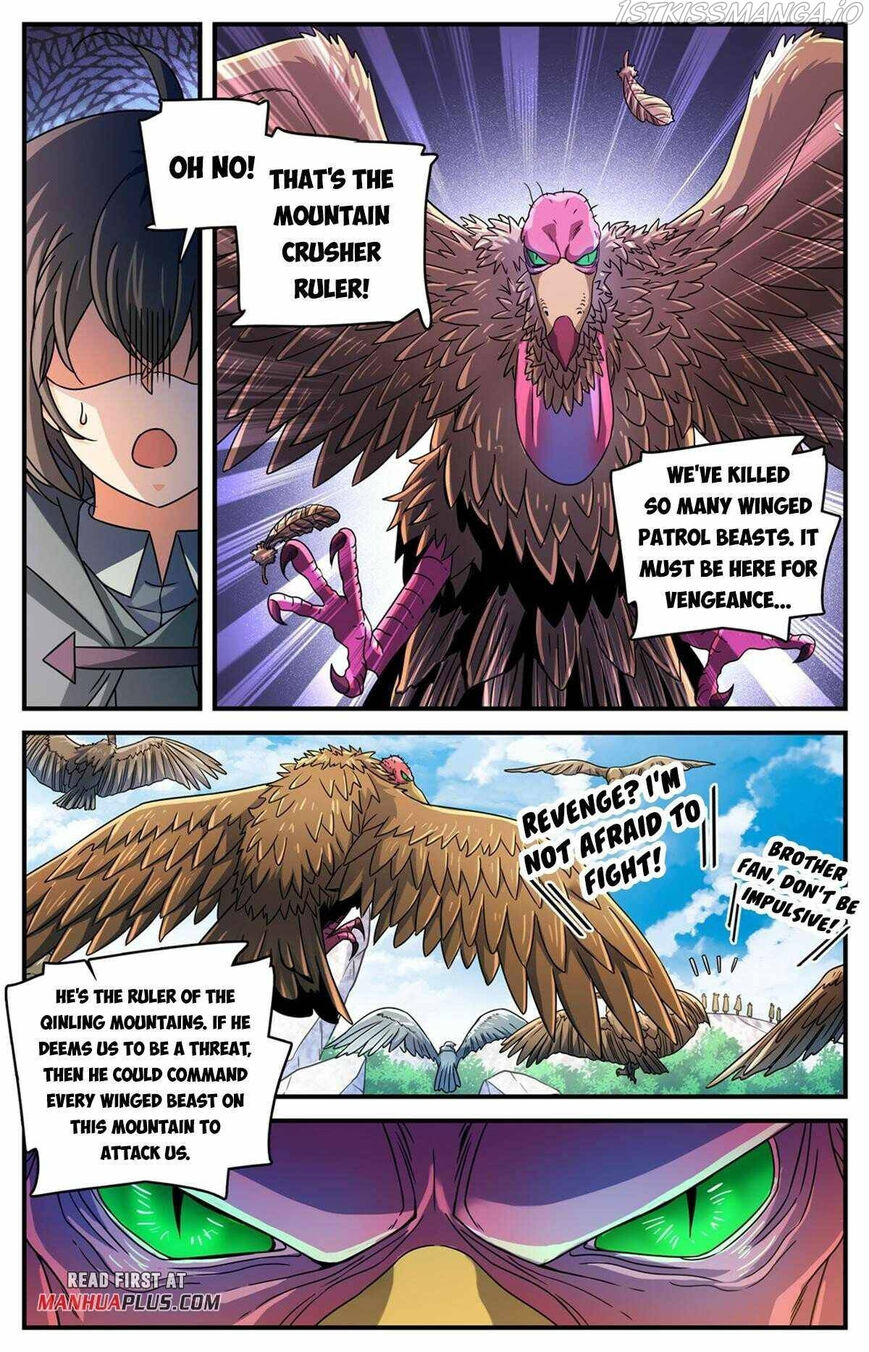 1STKISSMANGA.IO
OH NO!
THAT'S THE
MOUNTAIN
CRUSHER
RULER!
WE'VE KILLED
SO MANY WINGED
PATROL BEASTS. IT
MUST BE HERE FOR
VENGEANCE...
REVENGE? I'M
NOT AFRAID TO
FIGHT!
BROTHER
FAN, DON'T BE
IMPULSIVE!
HE'S THE RULER OF THE
QINLING MOUNTAINS. IF HE
DEEMS US TO BE A THREAT,
THEN HE COULD COMMAND
EVERY WINGED BEAST ON
THIS MOUNTAIN TO
ATTACK US.
READ FIRST AT
MANHUAPLUS.COM